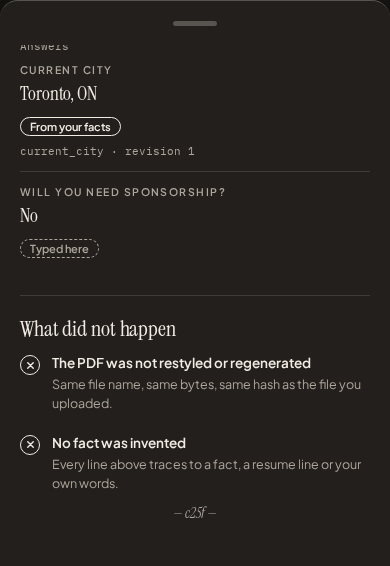 Answers
CURRENT CITY
Toronto, ON
From your facts
current_city · revision 1
WILL YOU NEED SPONSORSHIP?
No
Typed here
What did not happen
The PDF was not restyled or regenerated
Same file name, same bytes, same hash as the file you
uploaded.
No fact was invented
Every line above traces to a fact, a resume line or your
own words.
— c25f —